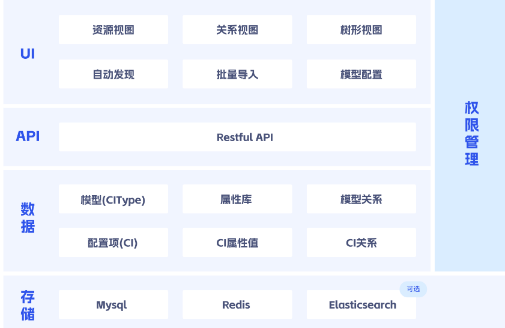 UI
资源视图 关系视图 树形视图
自动发现 批量导入 模型配置
API
Restful API
数据
模型(CIType) 属性库 模型关系
配置项(CI) CI属性值 CI关系
权限管理
存储
Mysql Redis Elasticsearch
可选